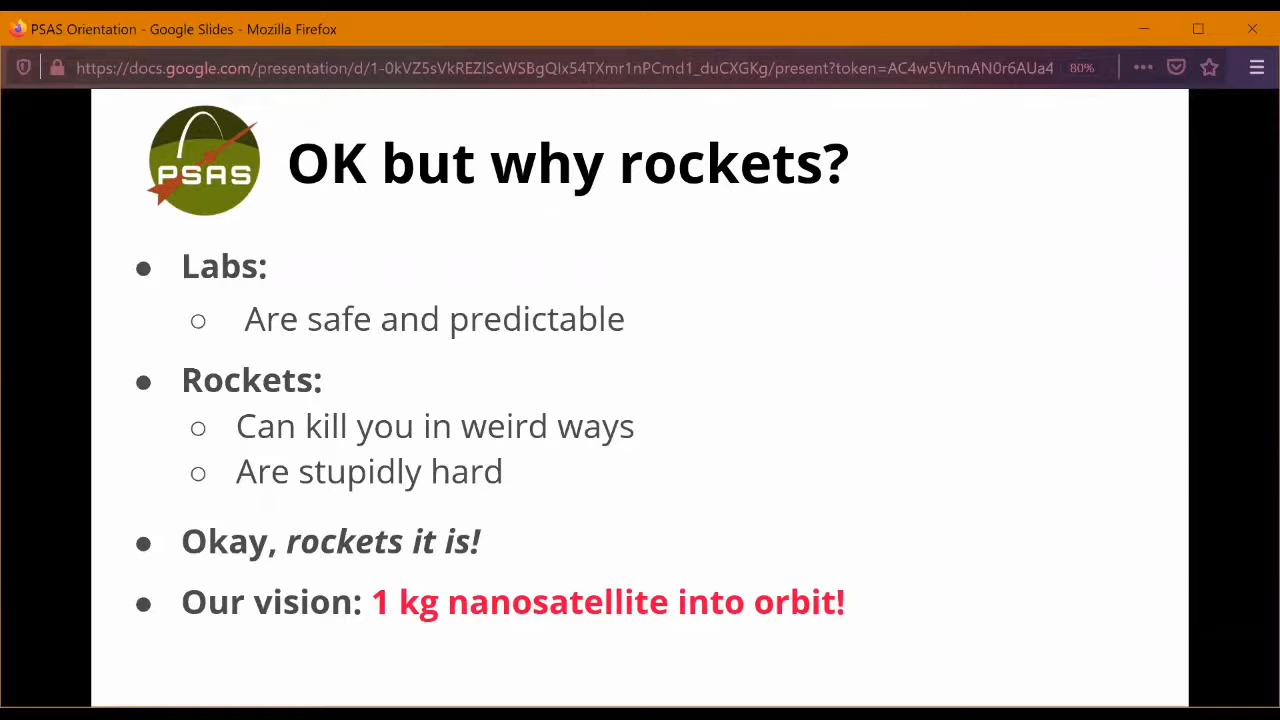 PSAS Orientation - Google Slides - Mozilla Firefox
https://docs.google.com/presentation/d/1-0kVZ5sVkREZIScWSBgQIx54TXmr1nPCmd1_duCXGKg/present?token=AC4w5VhmAN0r6AUa4 80%
PSAS
OK but why rockets?
● Labs:
○ Are safe and predictable
● Rockets:
○ Can kill you in weird ways
○ Are stupidly hard
● Okay, rockets it is!
● Our vision: 1 kg nanosatellite into orbit!